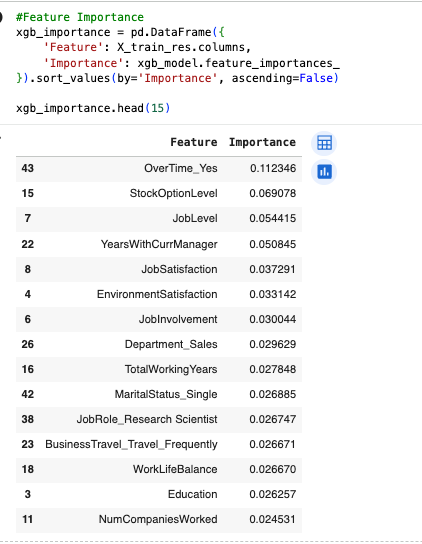 #Feature Importance
xgb_importance = pd.DataFrame({
'Feature': X_train_res.columns,
'Importance': xgb_model.feature_importances_
}).sort_values(by='Importance', ascending=False)
xgb_importance.head(15)
Feature Importance
43 OverTime_Yes 0.112346
15 StockOptionLevel 0.069078
7 JobLevel 0.054415
22 YearsWithCurrManager 0.050845
8 JobSatisfaction 0.037291
4 EnvironmentSatisfaction 0.033142
6 JobInvolvement 0.030044
26 Department_Sales 0.029629
16 TotalWorkingYears 0.027848
42 MaritalStatus_Single 0.026885
38 JobRole_Research Scientist 0.026747
23 BusinessTravel_Travel_Frequently 0.026671
18 WorkLifeBalance 0.026670
3 Education 0.026257
11 NumCompaniesWorked 0.024531